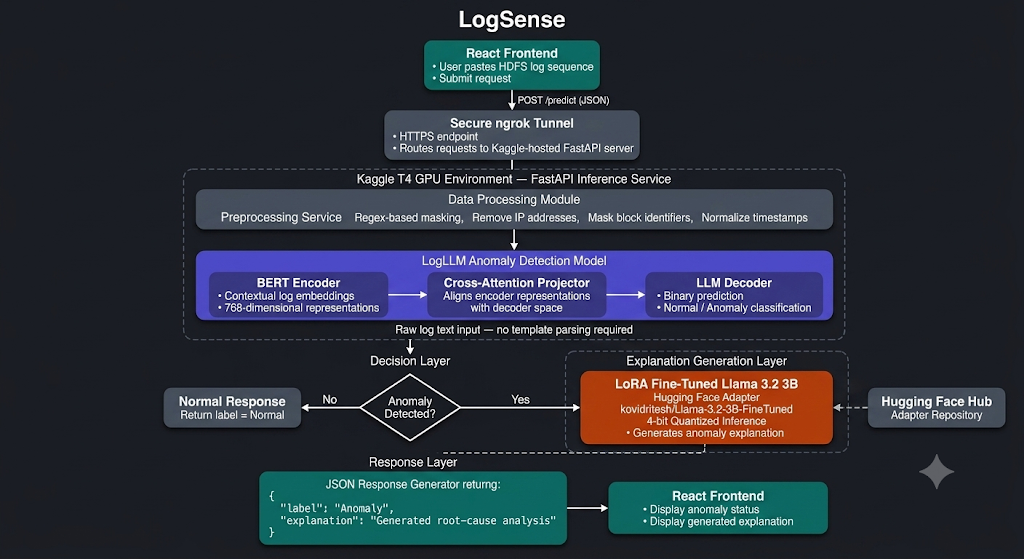 LogSense
React Frontend
• User pastes HDFS log sequence
• Submit request
POST /predict (JSON)
Secure ngrok Tunnel
• HTTPS endpoint
• Routes requests to Kaggle-hosted FastAPI server
Kaggle T4 GPU Environment — FastAPI Inference Service
Data Processing Module
Preprocessing Service Regex-based masking, Remove IP addresses, Mask block identifiers, Normalize timestamps
LogLLM Anomaly Detection Model
BERT Encoder
• Contextual log embeddings
• 768-dimensional representations
Cross-Attention Projector
Aligns encoder representations
with decoder space
LLM Decoder
• Binary prediction
• Normal / Anomaly classification
Raw log text input — no template parsing required
Decision Layer
Anomaly
Detected?
No
Normal Response
Return label = Normal
Yes
Explanation Generation Layer
LoRA Fine-Tuned Llama 3.2 3B
Hugging Face Adapter
kovidritesh/Llama-3.2-3B-FineTuned
4-bit Quantized Inference
• Generates anomaly explanation
Hugging Face Hub
Adapter Repository
Response Layer
JSON Response Generator returng:
{
"label": "Anomaly",
"explanation": "Generated root-cause analysis"
}
React Frontend
• Display anomaly status
• Display generated explanation